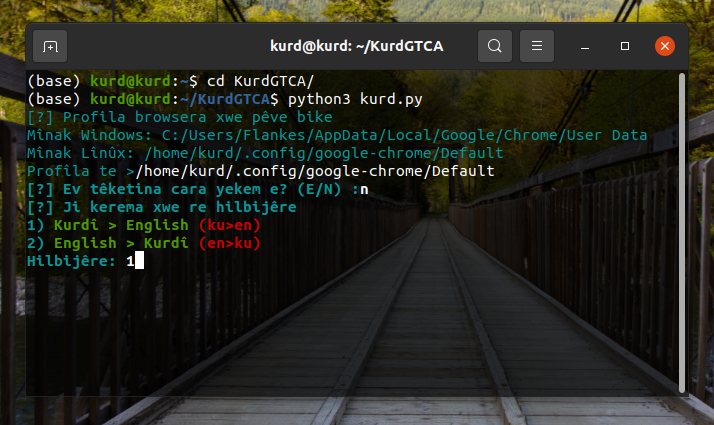 kurd@kurd: ~/KurdGTCA
(base) kurd@kurd:~$ cd KurdGTCA/
(base) kurd@kurd:~/KurdGTCA$ python3 kurd.py
[?] Profila browsera xwe pêve bike
Mînak Windows: C:/Users/Flankes/AppData/Local/Google/Chrome/User Data
Mînak Lînûx: /home/kurd/.config/google-chrome/Default
Profila te >/home/kurd/.config/google-chrome/Default
[?] Ev têketina cara yekem e? (E/N) :n
[?] Ji kerema xwe re hilbijêre
1) Kurdî > English (ku>en)
2) English > Kurdî (en>ku)
Hilbijêre: 1